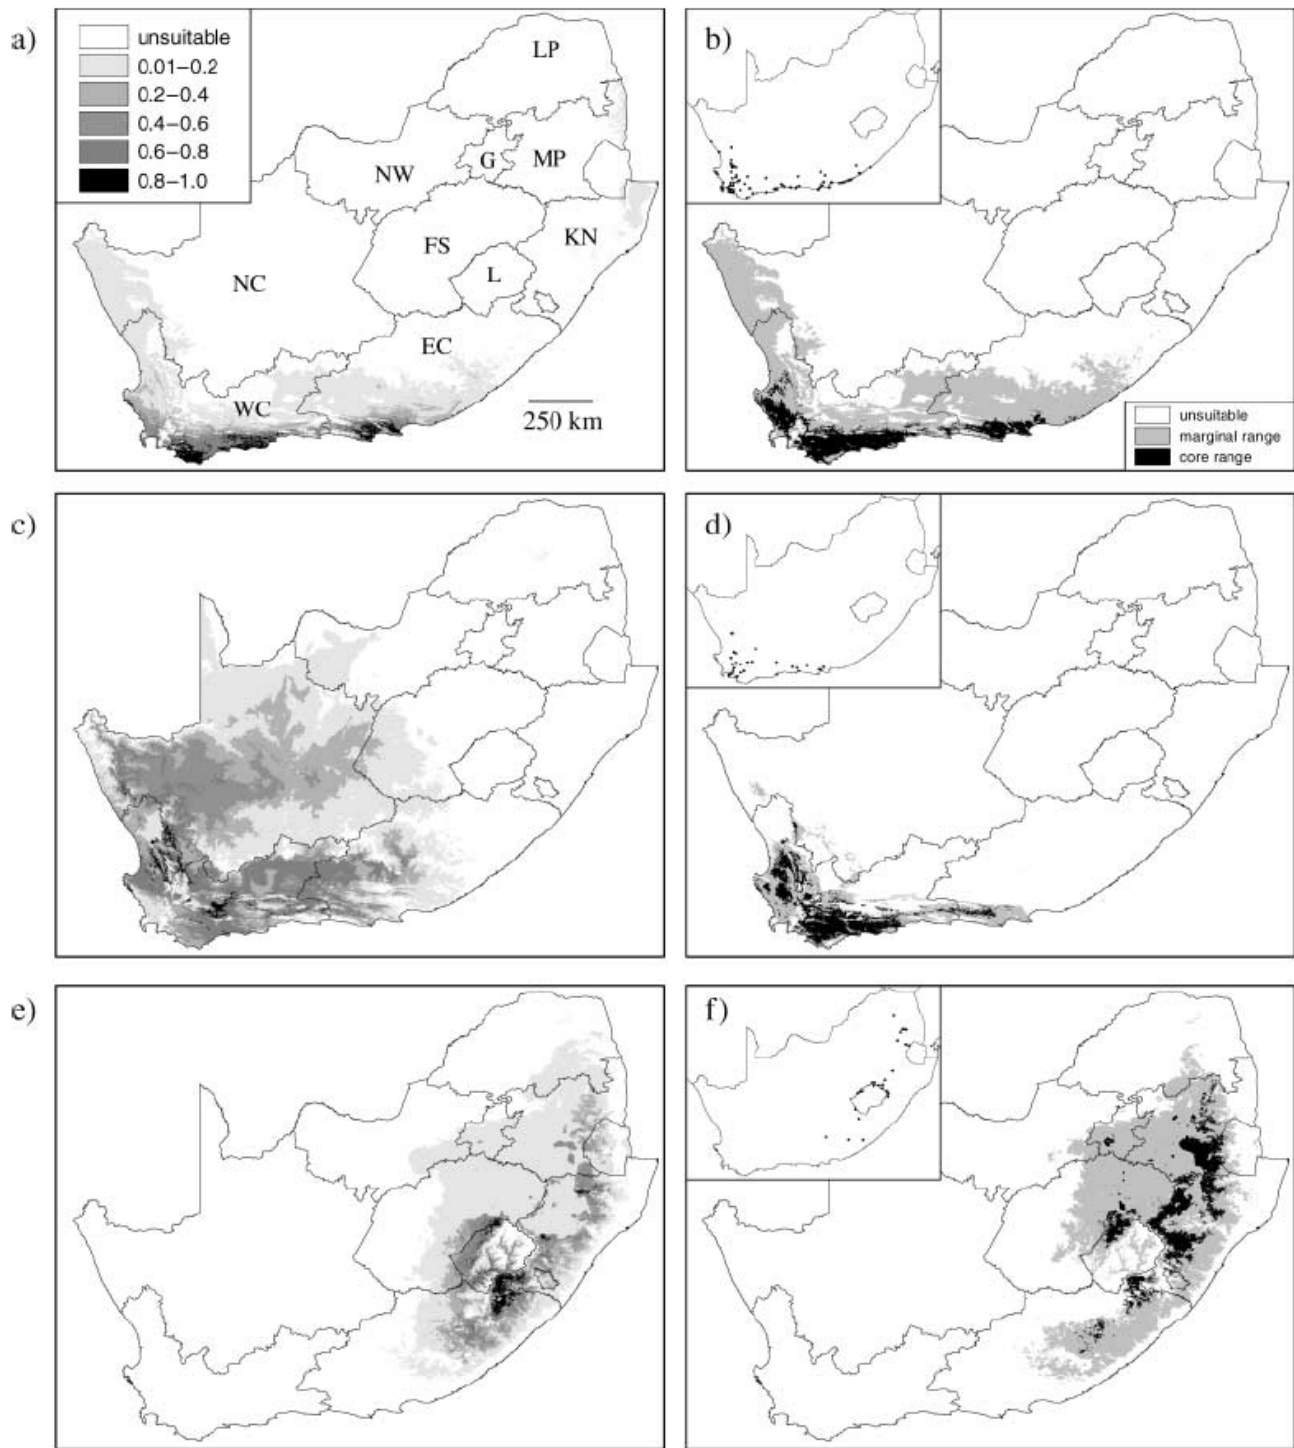 a)
unsuitable
0.01–0.2
0.2–0.4
0.4–0.6
0.6–0.8
0.8–1.0
LP
NW
G
MP
FS
KN
L
NC
EC
WC
250 km
b)
unsuitable
marginal range
core range
c)
d)
e)
f)